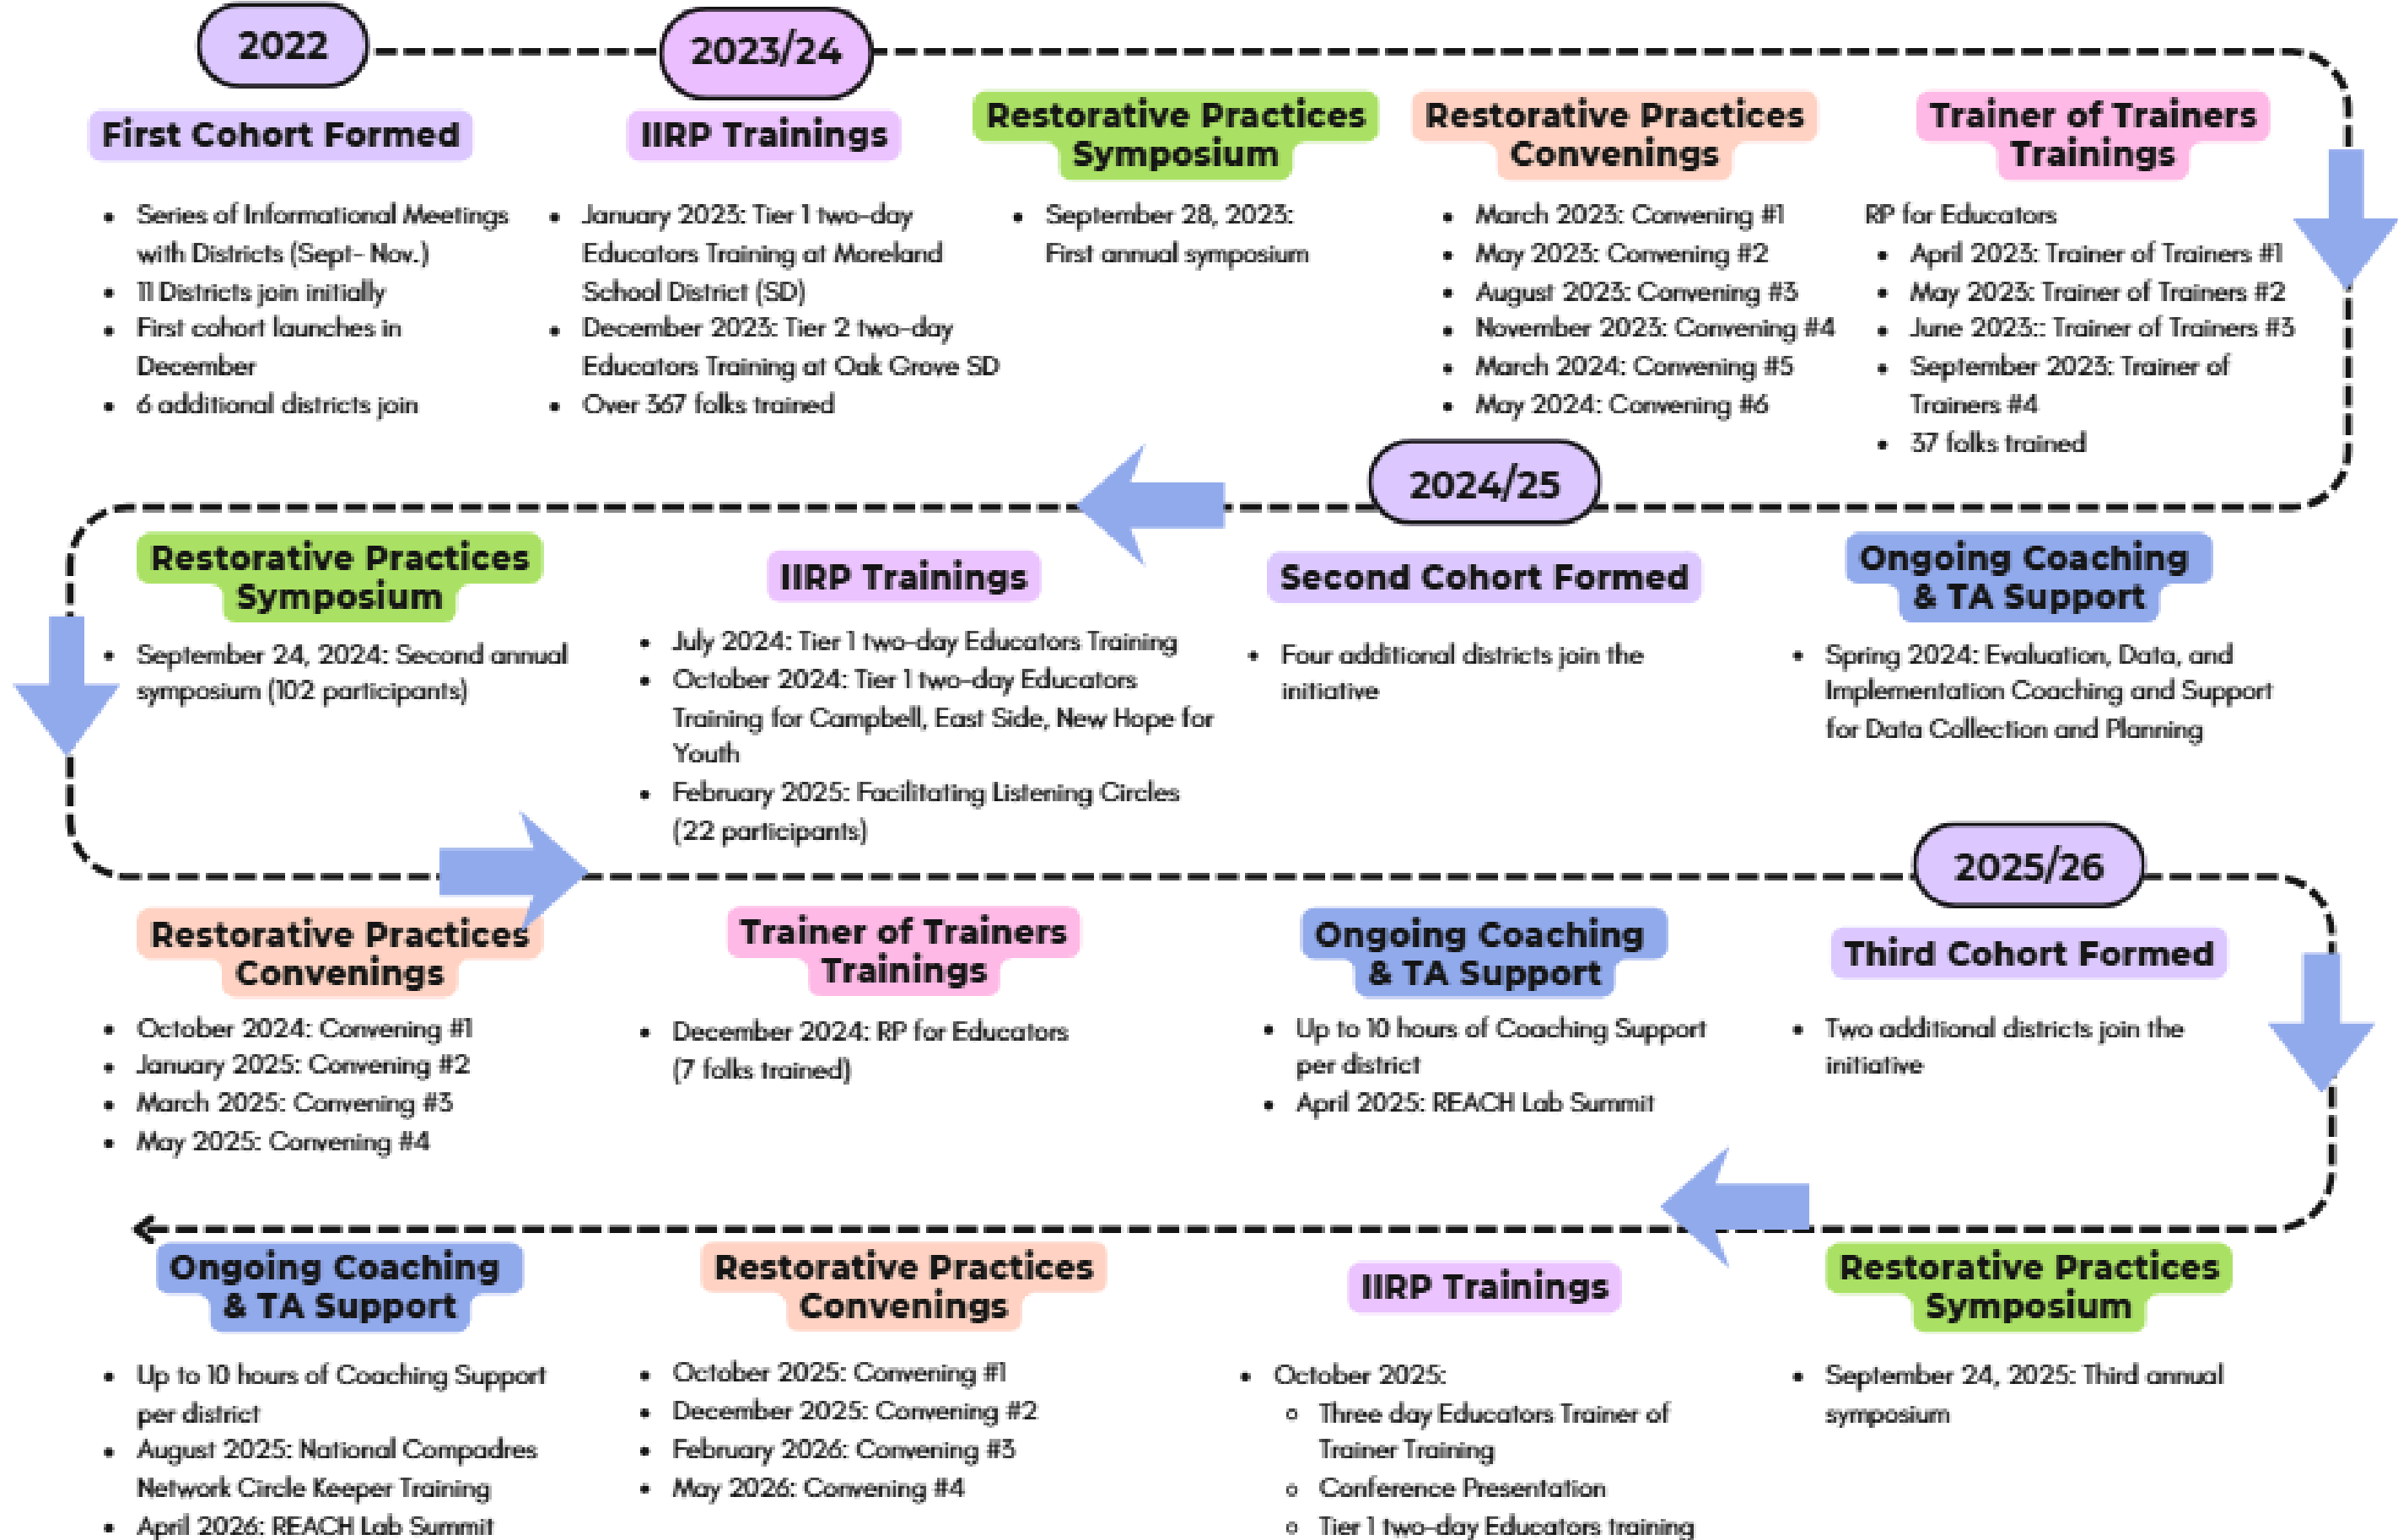 2022
2023/24
First Cohort Formed
• Series of Informational Meetings
with Districts (Sept- Nov.)
• 11 Districts join initially
• First cohort launches in
December
• 6 additional districts join
IIRP Trainings
• January 2023: Tier 1 two-day
Educators Training at Moreland
School District (SD)
• December 2023: Tier 2 two-day
Educators Training at Oak Grove SD
• Over 367 folks trained
Restorative Practices
Symposium
• September 28, 2023:
First annual symposium
Restorative Practices
Convenings
• March 2023: Convening #1
• May 2023: Convening #2
• August 2023: Convening #3
• November 2023: Convening #4
• March 2024: Convening #5
• May 2024: Convening #6
Trainer of Trainers
Trainings
RP for Educators
• April 2023: Trainer of Trainers #1
• May 2023: Trainer of Trainers #2
• June 2023:: Trainer of Trainers #3
• September 2023: Trainer of
Trainers #4
• 37 folks trained
2024/25
Restorative Practices
Symposium
• September 24, 2024: Second annual
symposium (102 participants)
IIRP Trainings
• July 2024: Tier 1 two-day Educators Training
• October 2024: Tier 1 two-day Educators
Training for Campbell, East Side, New Hope for
Youth
• February 2025: Facilitating Listening Circles
(22 participants)
Second Cohort Formed
• Four additional districts join the
initiative
Ongoing Coaching
& TA Support
• Spring 2024: Evaluation, Data, and
Implementation Coaching and Support
for Data Collection and Planning
2025/26
Restorative Practices
Convenings
• October 2024: Convening #1
• January 2025: Convening #2
• March 2025: Convening #3
• May 2025: Convening #4
Trainer of Trainers
Trainings
• December 2024: RP for Educators
(7 folks trained)
Ongoing Coaching
& TA Support
• Up to 10 hours of Coaching Support
per district
• April 2025: REACH Lab Summit
Third Cohort Formed
• Two additional districts join the
initiative
Ongoing Coaching
& TA Support
• Up to 10 hours of Coaching Support
per district
• August 2025: National Compadres
Network Circle Keeper Training
• April 2026: REACH Lab Summit
Restorative Practices
Convenings
• October 2025: Convening #1
• December 2025: Convening #2
• February 2026: Convening #3
• May 2026: Convening #4
IIRP Trainings
• October 2025:
○ Three day Educators Trainer of
Trainer Training
○ Conference Presentation
○ Tier 1 two-day Educators training
Restorative Practices
Symposium
• September 24, 2025: Third annual
symposium